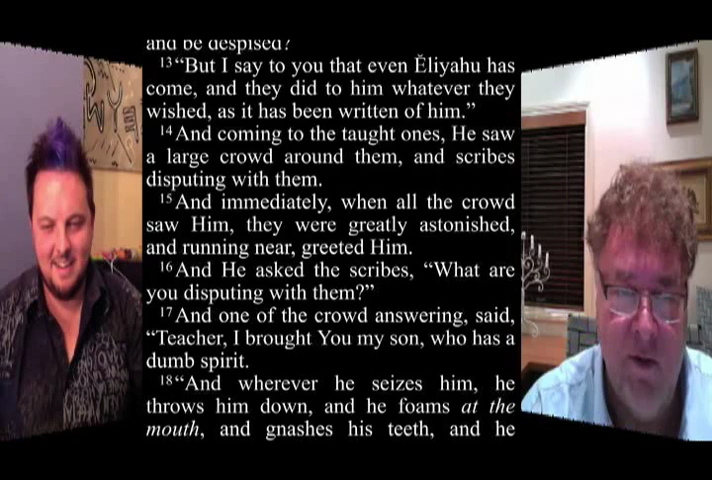 and be despised?
13“But I say to you that even Ěliyahu has
come, and they did to him whatever they
wished, as it has been written of him.”
14And coming to the taught ones, He saw
a large crowd around them, and scribes
disputing with them.
15And immediately, when all the crowd
saw Him, they were greatly astonished,
and running near, greeted Him.
16And He asked the scribes, “What are
you disputing with them?”
17And one of the crowd answering, said,
“Teacher, I brought You my son, who has a
dumb spirit.
18“And wherever he seizes him, he
throws him down, and he foams at the
mouth, and gnashes his teeth, and he